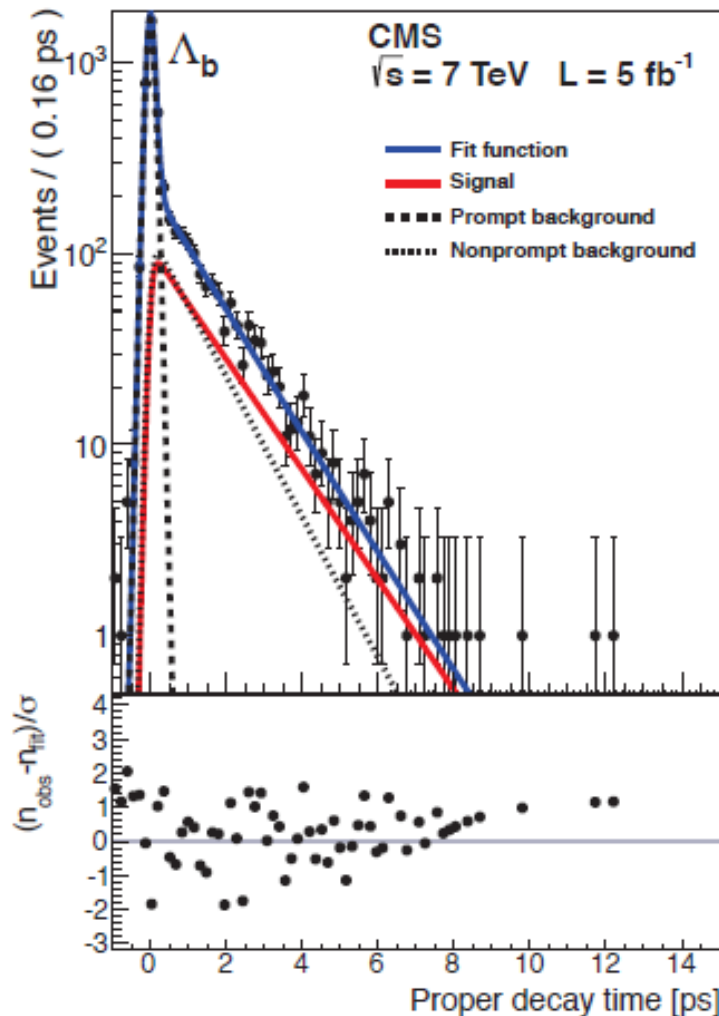 CMS
Λb
√s = 7 TeV L = 5 fb⁻¹
Fit function
Signal
Prompt background
Nonprompt background
Events / ( 0.16 ps )
10³
10²
10
1
(nobs -nfit)/σ
4
3
2
1
0
-1
-2
-3
0 2 4 6 8 10 12 14
Proper decay time [ps]